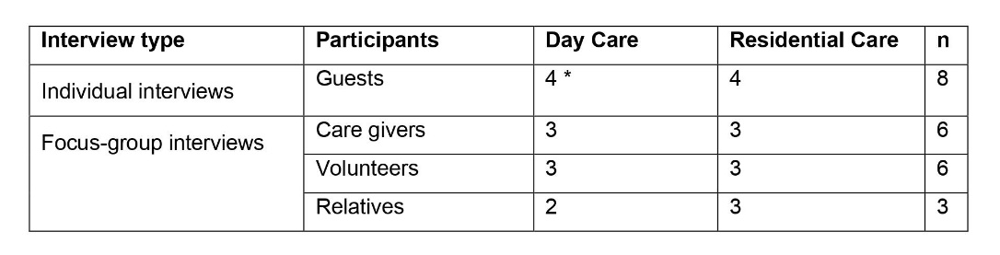 Interview type Participants Day Care Residential Care n
Individual interviews Guests 4 * 4 8
Focus-group interviews Care givers 3 3 6
Volunteers 3 3 6
Relatives 2 3 3